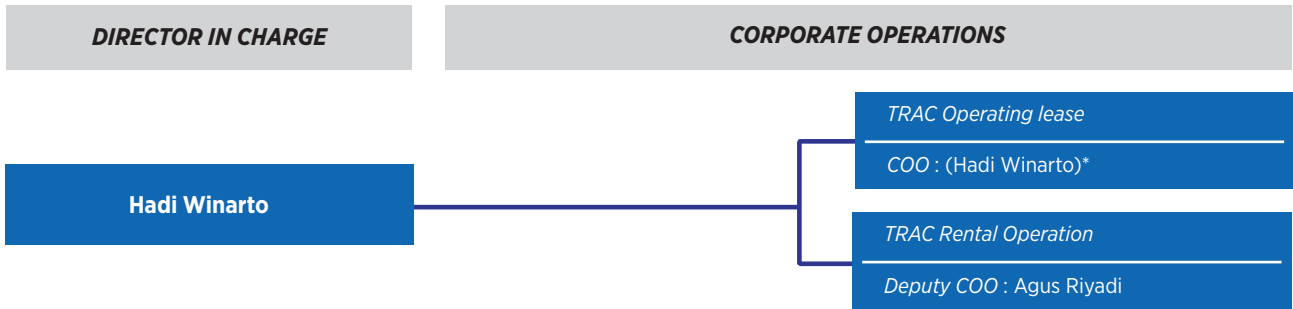 DIRECTOR IN CHARGE
CORPORATE OPERATIONS
Hadi Winarto
TRAC Operating lease
COO : (Hadi Winarto)*
TRAC Rental Operation
Deputy COO : Agus Riyadi